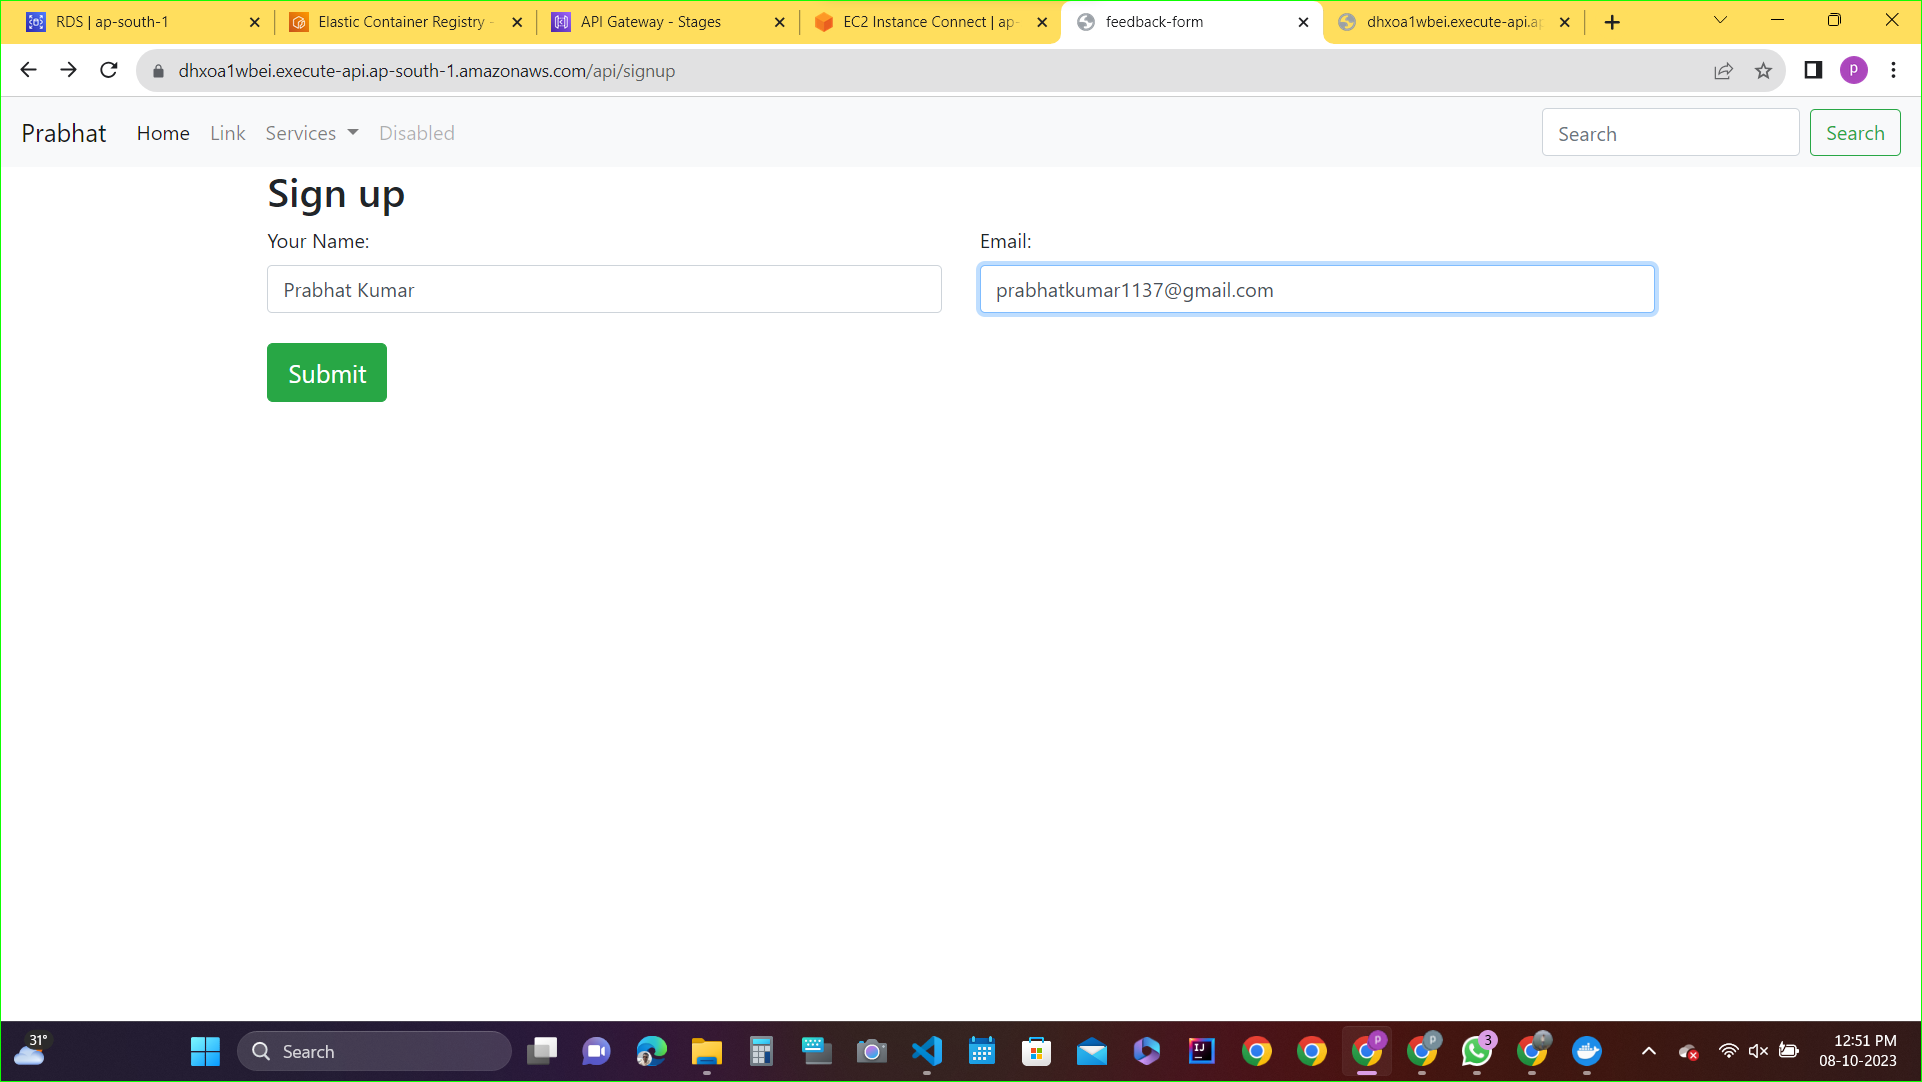 RDS | ap-south-1
Elastic Container Registry -
API Gateway - Stages
EC2 Instance Connect | ap-
feedback-form
dhxoa1wbei.execute-api.ap
dhxoa1wbei.execute-api.ap-south-1.amazonaws.com/api/signup
P
Prabhat Home Link Services Disabled Search Search
Sign up
Your Name: Email:
Prabhat Kumar prabhatkumar1137@gmail.com
Submit
31°
Search
P
P
3
12:51 PM
08-10-2023